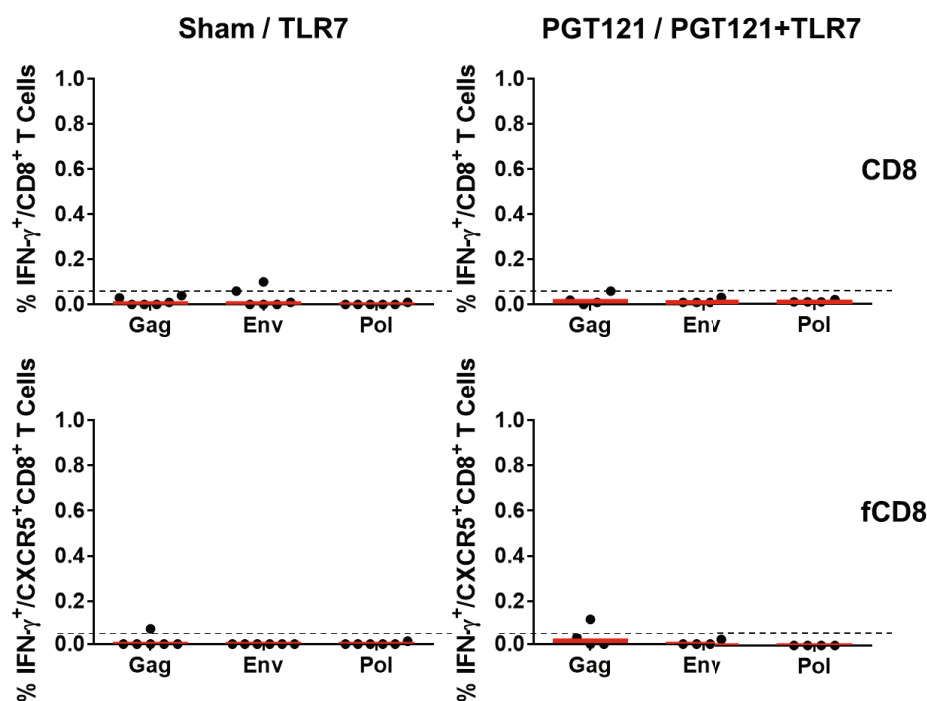 Sham / TLR7
PGT121 / PGT121+TLR7
% IFN-γ⁺/CD8⁺ T Cells
1.0
0.8
0.6
0.4
0.2
0.0
Gag Env Pol
% IFN-γ⁺/CD8⁺ T Cells
1.0
0.8
0.6
0.4
0.2
0.0
Gag Env Pol
CD8
% IFN-γ⁺/CXCR5⁺CD8⁺ T Cells
1.0
0.8
0.6
0.4
0.2
0.0
Gag Env Pol
% IFN-γ⁺/CXCR5⁺CD8⁺ T Cells
1.0
0.8
0.6
0.4
0.2
0.0
Gag Env Pol
fCD8